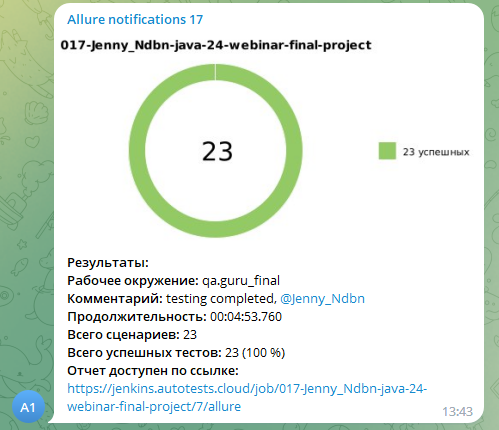 Allure notifications 17
017-Jenny_Ndbn-java-24-webinar-final-project
23
23 успешных
Результаты:
Рабочее окружение: qa.guru_final
Комментарий: testing completed, @Jenny_Ndbn
Продолжительность: 00:04:53.760
Всего сценариев: 23
Всего успешных тестов: 23 (100 %)
Отчет доступен по ссылке:
https://jenkins.autotests.cloud/job/017-Jenny_Ndbn-java-24-
webinar-final-project/7/allure
A1
13:43